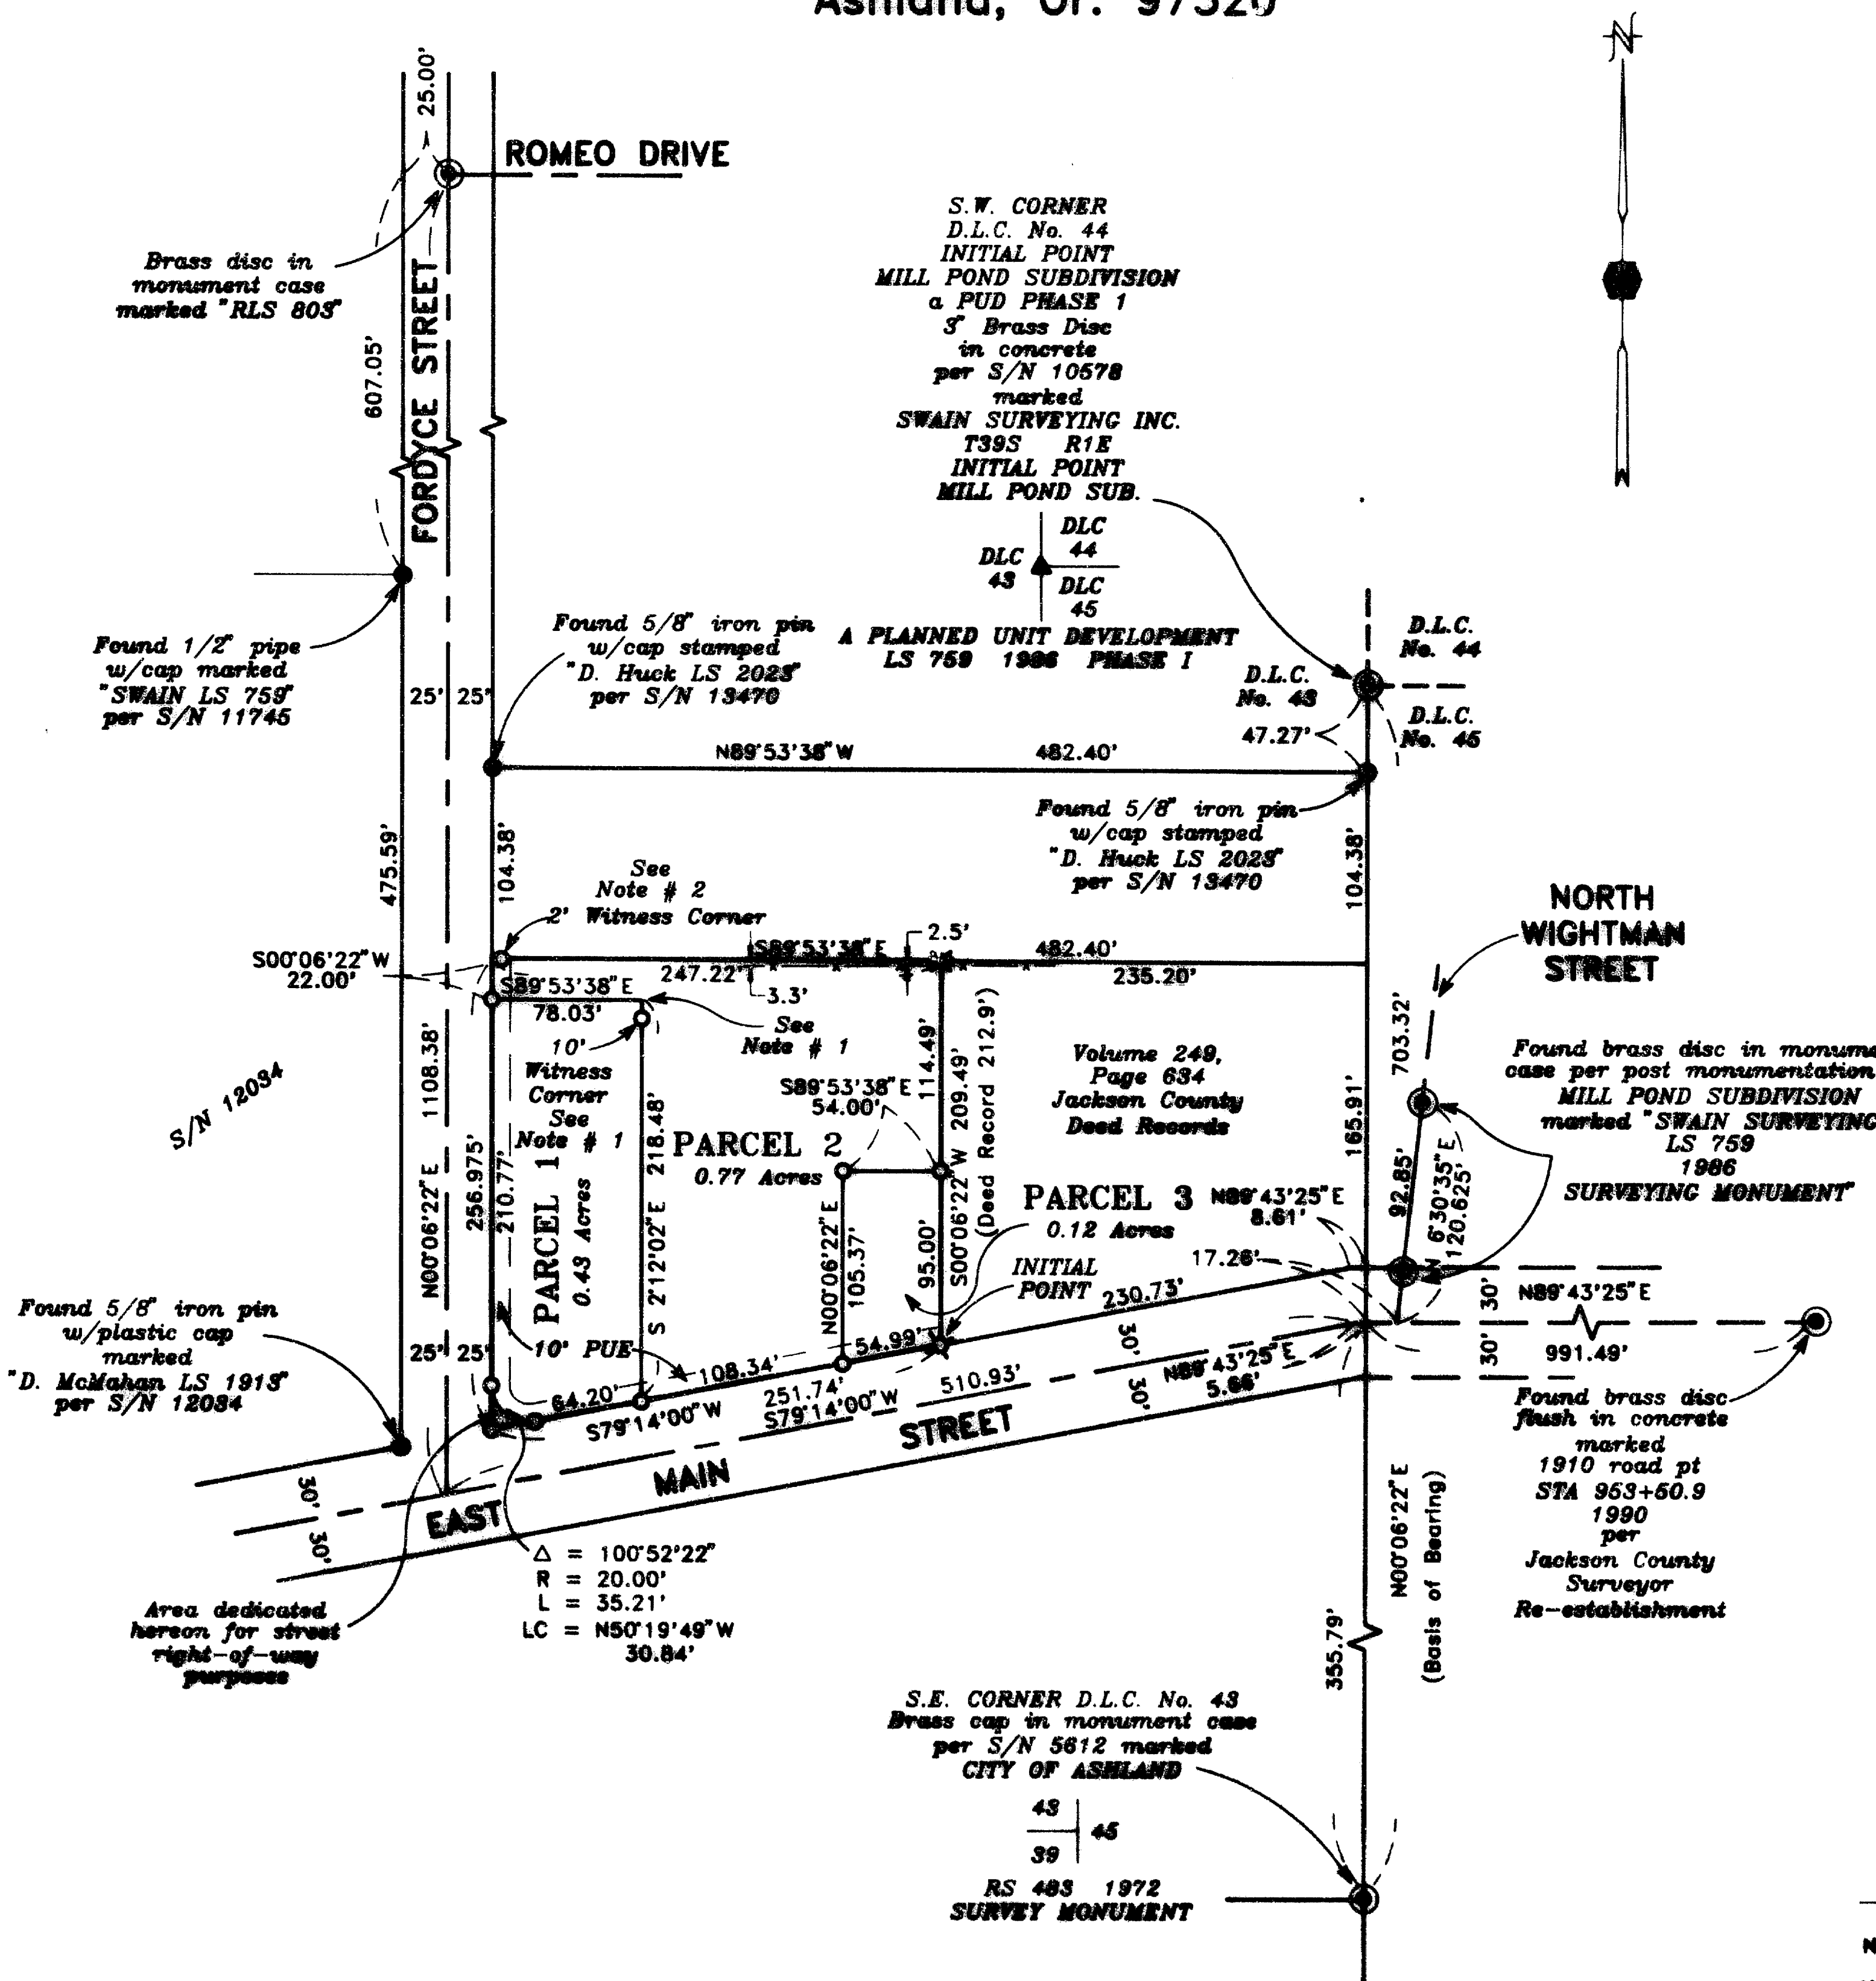 Ashland, Or. 97520
N
25.00'
ROMEO DRIVE
Brass disc in
monument case
marked "RLS 803"
607.05'
FORDYCE STREET
S.W. CORNER
D.L.C. No. 44
INITIAL POINT
MILL POND SUBDIVISION
a PUD PHASE 1
3" Brass Disc
in concrete
per S/N 10578
marked
SWAIN SURVEYING INC.
T39S R1E
INITIAL POINT
MILL POND SUB.
DLC
44
DLC
43
DLC
45
A PLANNED UNIT DEVELOPMENT
LS 759 1986 PHASE I
Found 1/2" pipe
w/cap marked
"SWAIN LS 759"
per S/N 11745
25' 25'
Found 5/8" iron pin
w/cap stamped
"D. Huck LS 2023"
per S/N 13470
D.L.C.
No. 44
D.L.C.
No. 43
D.L.C.
No. 45
47.27'
N89°53'38"W 482.40'
Found 5/8" iron pin
w/cap stamped
"D. Huck LS 2023"
per S/N 13470
475.59'
104.38'
104.38'
See
Note # 2
2' Witness Corner
NORTH
WIGHTMAN
STREET
S00°06'22"W
22.00'
S89°53'38"E
2.5'
482.40'
247.22'
235.20'
3.3'
S89°53'38"E
78.03'
See
Note # 1
10'
Witness
Corner
See
Note # 1
S/N 12034
N00°06'22"E 1108.38'
256.975'
210.77'
PARCEL 1
0.43 Acres
S 2°12'02"E 218.48'
PARCEL 2
0.77 Acres
S89°53'38"E
54.00'
114.49'
S00°06'22"W 209.49'
(Deed Record 212.9')
Volume 249,
Page 634
Jackson County
Deed Records
165.91'
703.32'
Found brass disc in monume
case per post monumentation
MILL POND SUBDIVISION
marked "SWAIN SURVEYING
LS 759
1986
SURVEYING MONUMENT"
92.85'
N 6°30'35"E
120.625'
PARCEL 3
0.12 Acres
N89°43'25"E
8.61'
17.26'
INITIAL
POINT
N00°06'22"E
105.37'
95.00'
230.73'
30'
30'
N89°43'25"E
991.49'
Found 5/8" iron pin
w/plastic cap
marked
"D. McMahan LS 1913"
per S/N 12034
25' 25'
10' PUE
64.20'
108.34'
54.99'
S79°14'00"W
251.74'
S79°14'00"W
510.93'
30'
30'
N89°43'25"E
5.66'
EAST MAIN STREET
30'
30'
Found brass disc
flush in concrete
marked
1910 road pt
STA 953+50.9
1990
per
Jackson County
Surveyor
Re-establishment
Δ = 100°52'22"
R = 20.00'
L = 35.21'
LC = N50°19'49"W
30.84'
Area dedicated
hereon for street
right-of-way
purposes
N00°06'22"E
(Basis of Bearing)
355.79'
S.E. CORNER D.L.C. No. 43
Brass cap in monument case
per S/N 5612 marked
CITY OF ASHLAND
43
45
39
RS 483 1972
SURVEY MONUMENT